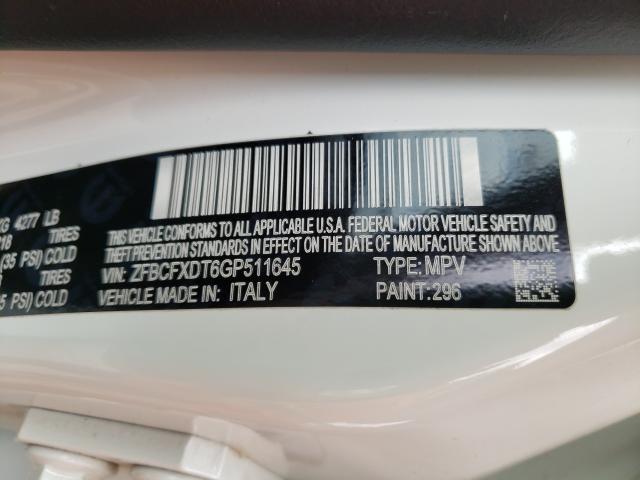 KG 4277 LB
218 TIRES
(35 PSI) COLD
TIRES
5 PSI) COLD
THIS VEHICLE CONFORMS TO ALL APPLICABLE U.S.A. FEDERAL MOTOR VEHICLE SAFETY AND
THEFT STANDARDS IN EFFECT ON THE DATE OF MANUFACTURE SHOWN ABOVE
VIN: ZFBCFXDT6GP511645 TYPE: MPV
VEHICLE MADE IN: ITALY PAINT: 296